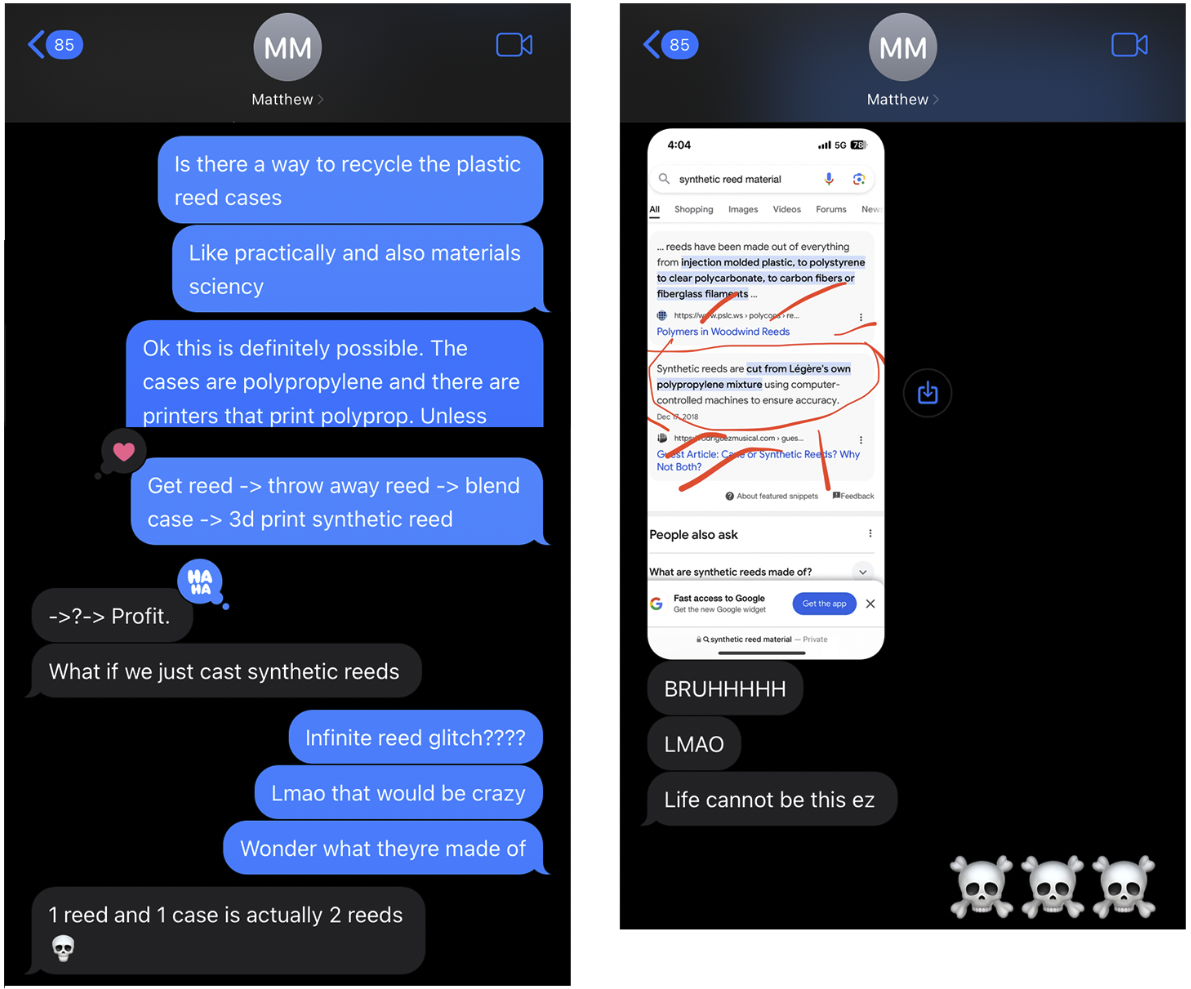 85
MM
Matthew
Is there a way to recycle the plastic
reed cases
Like practically and also materials
sciency
Ok this is definitely possible. The
cases are polypropylene and there are
printers that print polyprop. Unless
Get reed -> throw away reed -> blend
case -> 3d print synthetic reed
HA
HA
->?-> Profit.
What if we just cast synthetic reeds
Infinite reed glitch????
Lmao that would be crazy
Wonder what theyre made of
1 reed and 1 case is actually 2 reeds
💀
85
MM
Matthew
4:04
5G 78
synthetic reed material
All Shopping Images Videos Forums News
... reeds have been made out of everything
from injection molded plastic, to polystyrene
to clear polycarbonate, to carbon fibers or
fiberglass filaments ...
https://www.pslc.ws › polycops › re...
Polymers in Woodwind Reeds
Synthetic reeds are cut from Légère's own
polypropylene mixture using computer-
controlled machines to ensure accuracy.
Dec 17, 2018
gues...
Guest Article: Cane or Synthetic Reeds? Why
Not Both?
About featured snippets Feedback
People also ask
What are synthetic reeds made of?
G Fast access to Google
Get the new Google widget
Get the app
synthetic reed material — Private
BRUHHHHH
LMAO
Life cannot be this ez
☠️☠️☠️